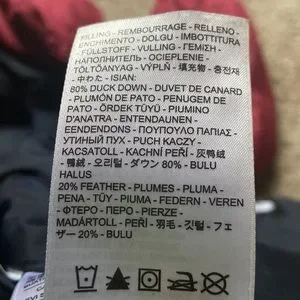 FILLING - REMBOURRAGE - RELLENO -
ENCHIMENTO - DOLGU - IMBOTTITURA
- FÜLLSTOFF - VULLING - ГЕМІЗН -
НАПОЛНИТЕЛЬ - OCIEPLENIE -
TÖLTŐANYAG - VÝPLŇ - 填充物 - 충전재
- 中わた - ISIAN:
80% DUCK DOWN - DUVET DE CANARD
- PLUMÓN DE PATO - PENUGEM DE
PATO - ÖRDEK TÜYÜ - PIUMINO
D'ANATRA - ENTENDAUNEN -
EENDENDONS - ΠΟΥΠΟΥΛΟ ΠΑΠΙΑΣ -
УТИНЫЙ ПУХ - PUCH KACZY -
KACSATOLL - KACHNÍ PEŘÍ - 灰鸭绒
- 鴨絨 - 오리털 - ダウン 80% - BULU
HALUS
20% FEATHER - PLUMES - PLUMA -
PENA - TÜY - PIUMA - FEDERN - VEREN
- ΦΤΕΡΟ - ПЕРО - PIERZE -
MADÁRTOLL - PEŘÍ - 羽毛 - 깃털 - フェ
ザー 20% - BULU